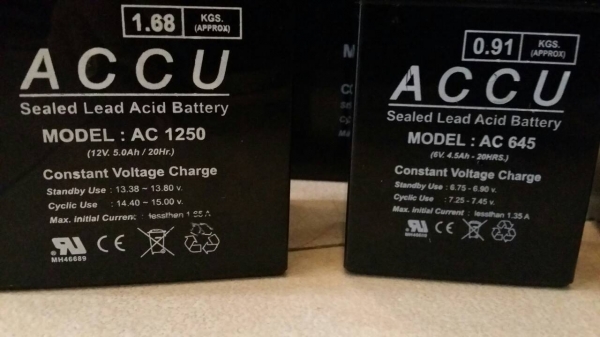 1.68 KGS. (APPROX)
ACCU
Sealed Lead Acid Battery
MODEL : AC 1250
(12V. 5.0Ah / 20Hr.)
Constant Voltage Charge
Standby Use : 13.38 ~ 13.80 v.
Cyclic Use : 14.40 ~ 15.00 v.
Max. initial Current : lessthan
MH46689
0.91 KGS. (APPROX)
ACCU
Sealed Lead Acid Battery
MODEL : AC 645
(6V. 4.5Ah - 20HRS.)
Constant Voltage Charge
Standby Use : 6.75 - 6.90 v.
Cyclic Use : 7.25 - 7.45 v.
Max. initial Current : lessthan 1.35 A